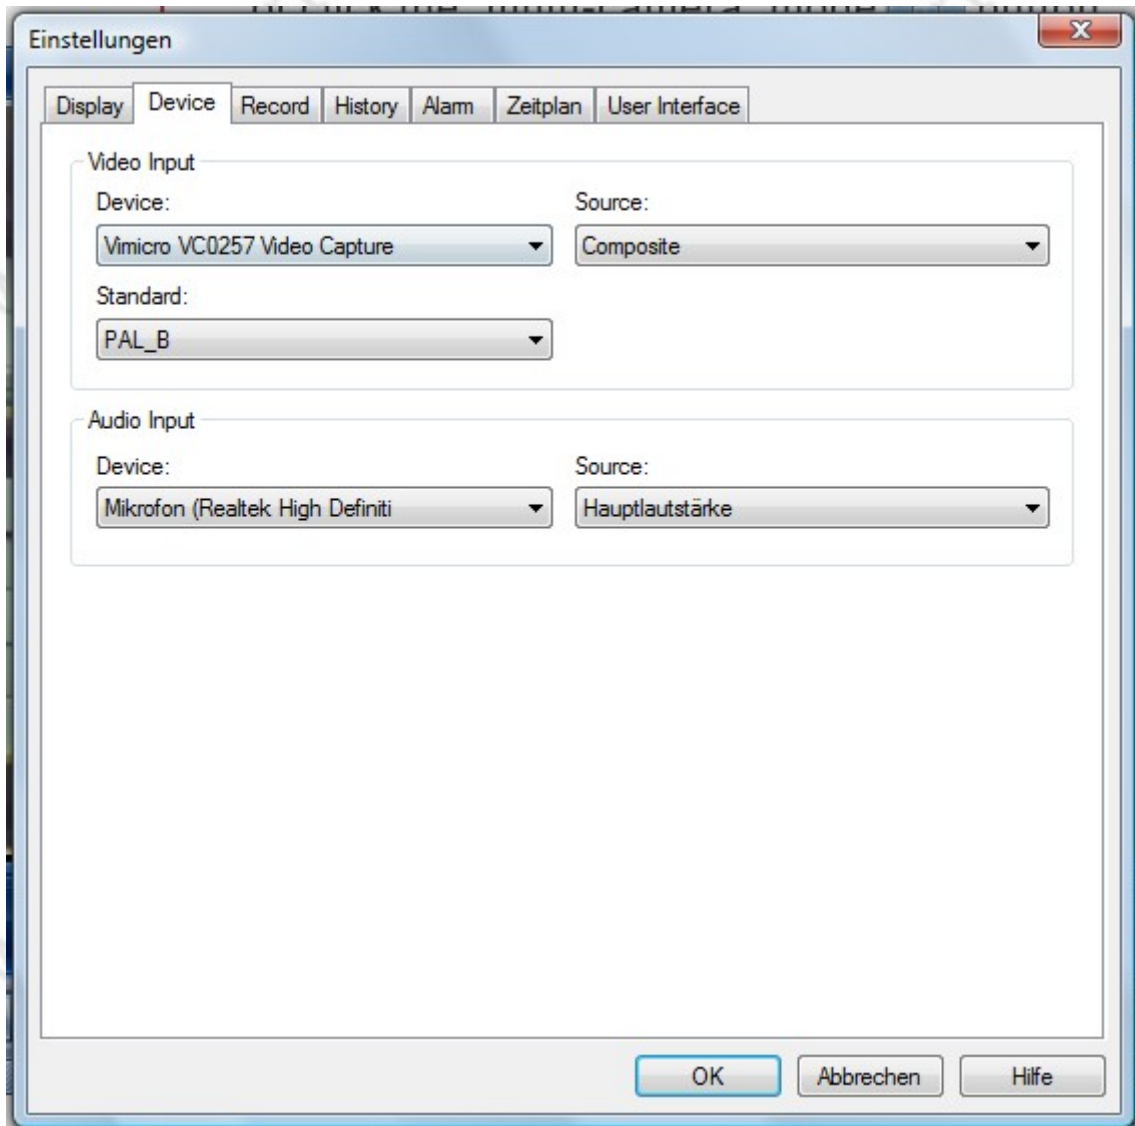 Einstellungen
Display Device Record History Alarm Zeitplan User Interface
Video Input
Device: Source:
Vimicro VC0257 Video Capture Composite
Standard:
PAL_B
Audio Input
Device: Source:
Mikrofon (Realtek High Definiti Hauptlautstärke
OK Abbrechen Hilfe